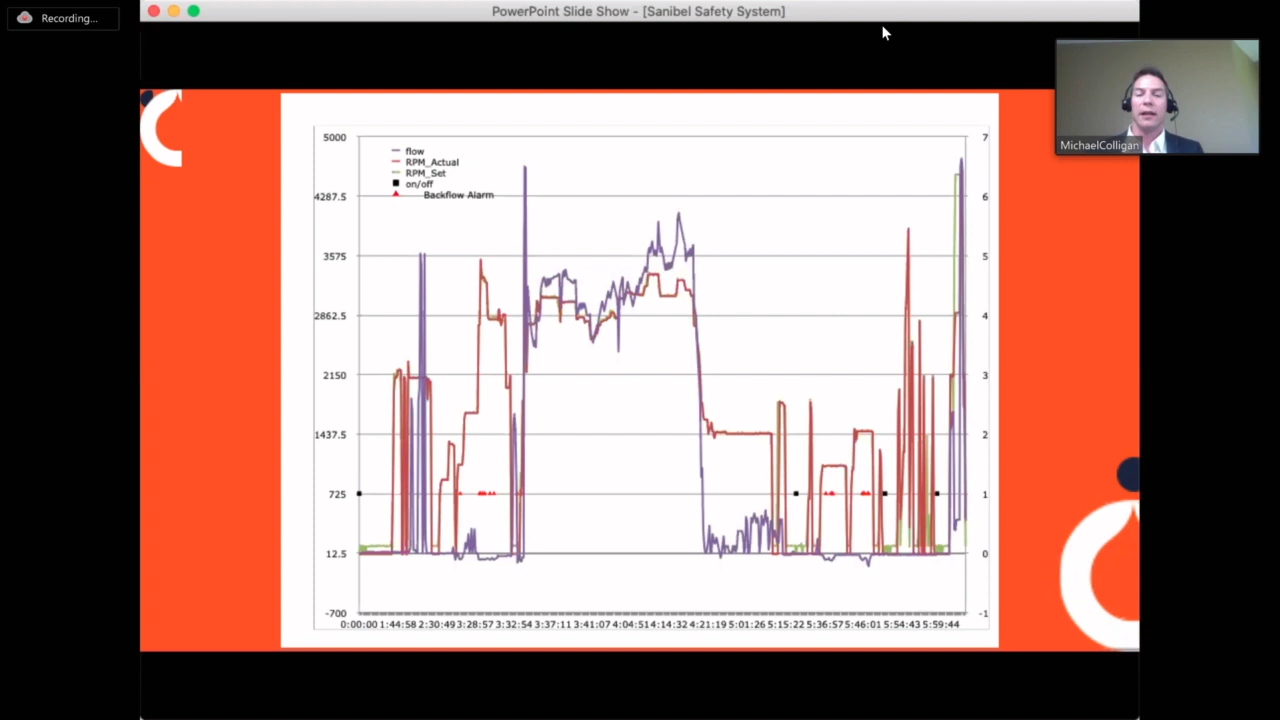 Recording...
PowerPoint Slide Show - [Sanibel Safety System]
MichaelColligan
flow
RPM_Actual
RPM_Set
on/off
Backflow Alarm
5000
4287.5
3575
2862.5
2150
1437.5
725
12.5
-700
7
6
5
4
3
2
1
0
-1
0:00:00 1:44:58 2:30:49 3:28:57 3:32:54 3:37:11 3:41:07 4:04:51 4:14:32 4:21:19 5:01:26 5:15:22 5:36:57 5:46:01 5:54:43 5:59:44